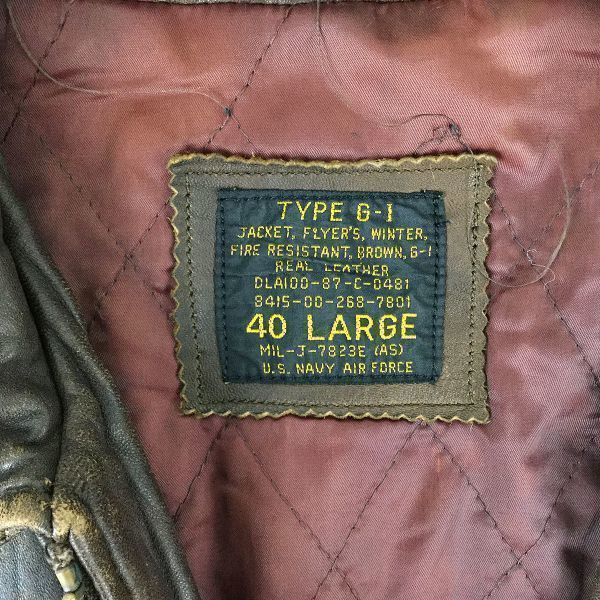 TYPE G-1
JACKET, FLYER'S, WINTER,
FIRE RESISTANT, BROWN, G-1
REAL LEATHER
DLA100-87-C-0481
8415-00-268-7801
40 LARGE
MIL-J-7823E (AS)
U.S. NAVY AIR FORCE